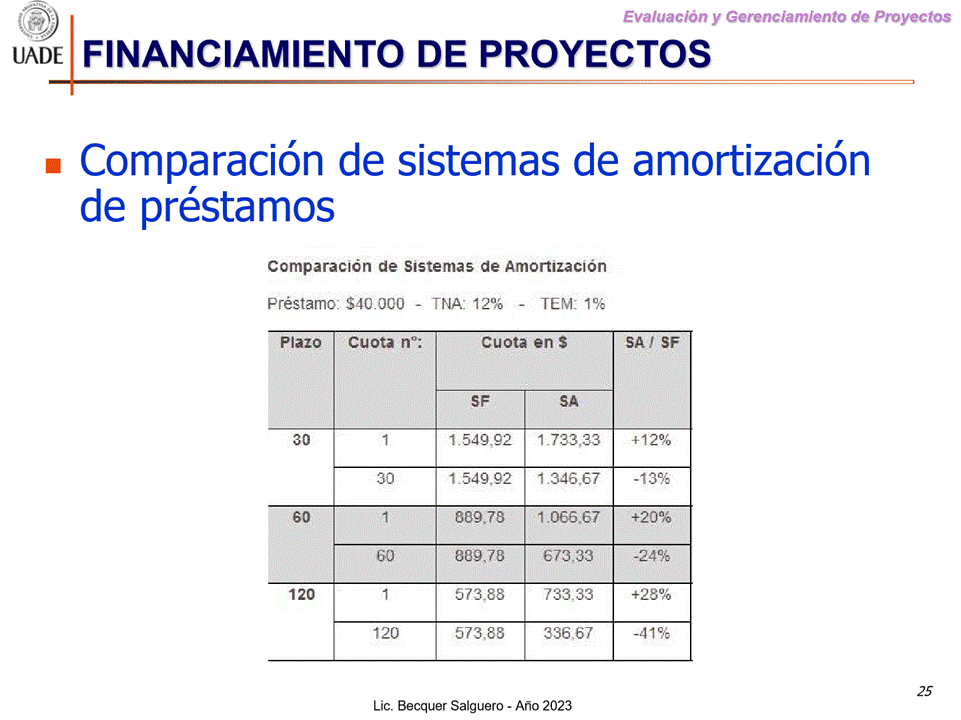 Evaluación y Gerenciamiento de Proyectos
UADE
FINANCIAMIENTO DE PROYECTOS
Comparación de sistemas de amortización
de préstamos
Comparación de Sistemas de Amortización
Préstamo: $40.000 - TNA: 12% - TEM: 1%
Plazo Cuota n°: Cuota en $ SA / SF
SF SA
30 1 1.549,92 1.733,33 +12%
30 1.549,92 1.346,67 -13%
60 1 889,78 1.066,67 +20%
60 889,78 673,33 -24%
120 1 573,88 733,33 +28%
120 573,88 336,67 -41%
25
Lic. Becquer Salguero - Año 2023